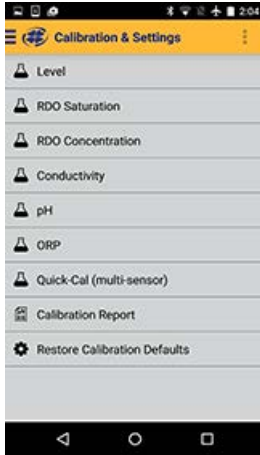 2:04
Calibration & Settings
Level
RDO Saturation
RDO Concentration
Conductivity
pH
ORP
Quick-Cal (multi-sensor)
Calibration Report
Restore Calibration Defaults